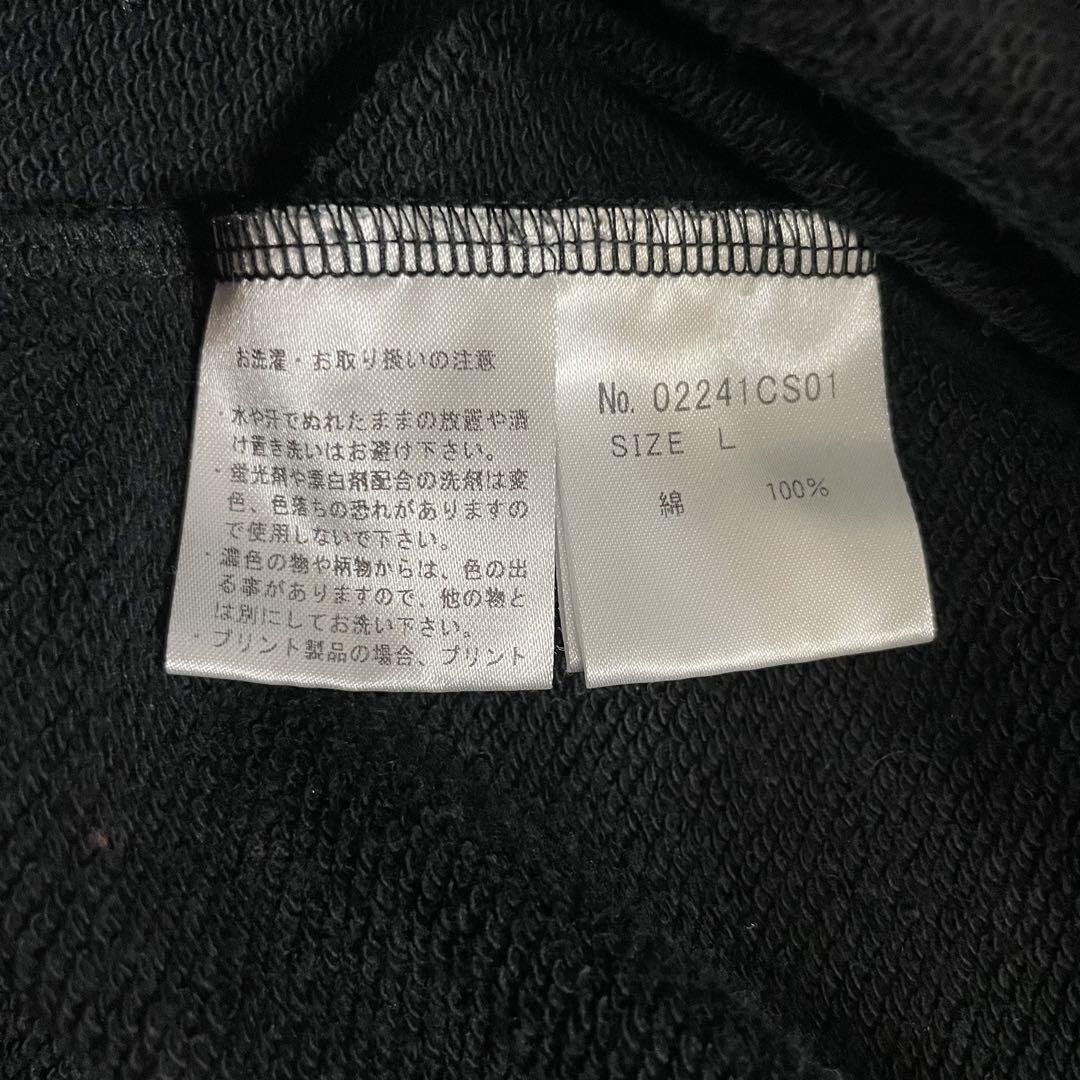 お洗濯・お取り扱いの注意
・水や汗でぬれたままの放置や漬
け置き洗いはお避け下さい。
・蛍光剤や漂白剤配合の洗剤は変
色、色落ちの恐れがありますの
で使用しないで下さい。
・濃色の物や柄物からは、色の出
る事がありますので、他の物と
は別にしてお洗い下さい。
・プリント製品の場合、プリント
No. 02241CS01
SIZE L
綿 100%